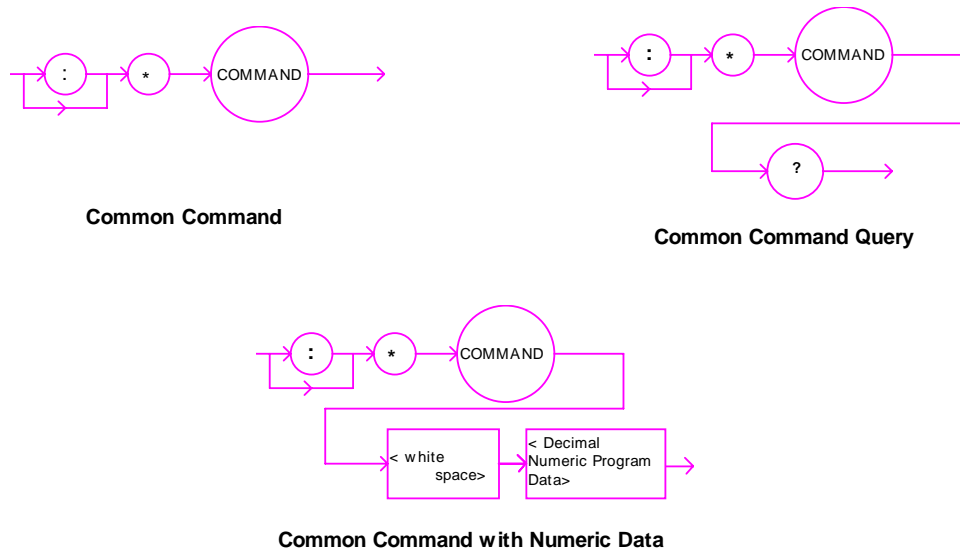 : * COMMAND
Common Command
: * COMMAND
?
Common Command Query
: * COMMAND
< white
space>
< Decimal
Numeric Program
Data>
Common Command with Numeric Data